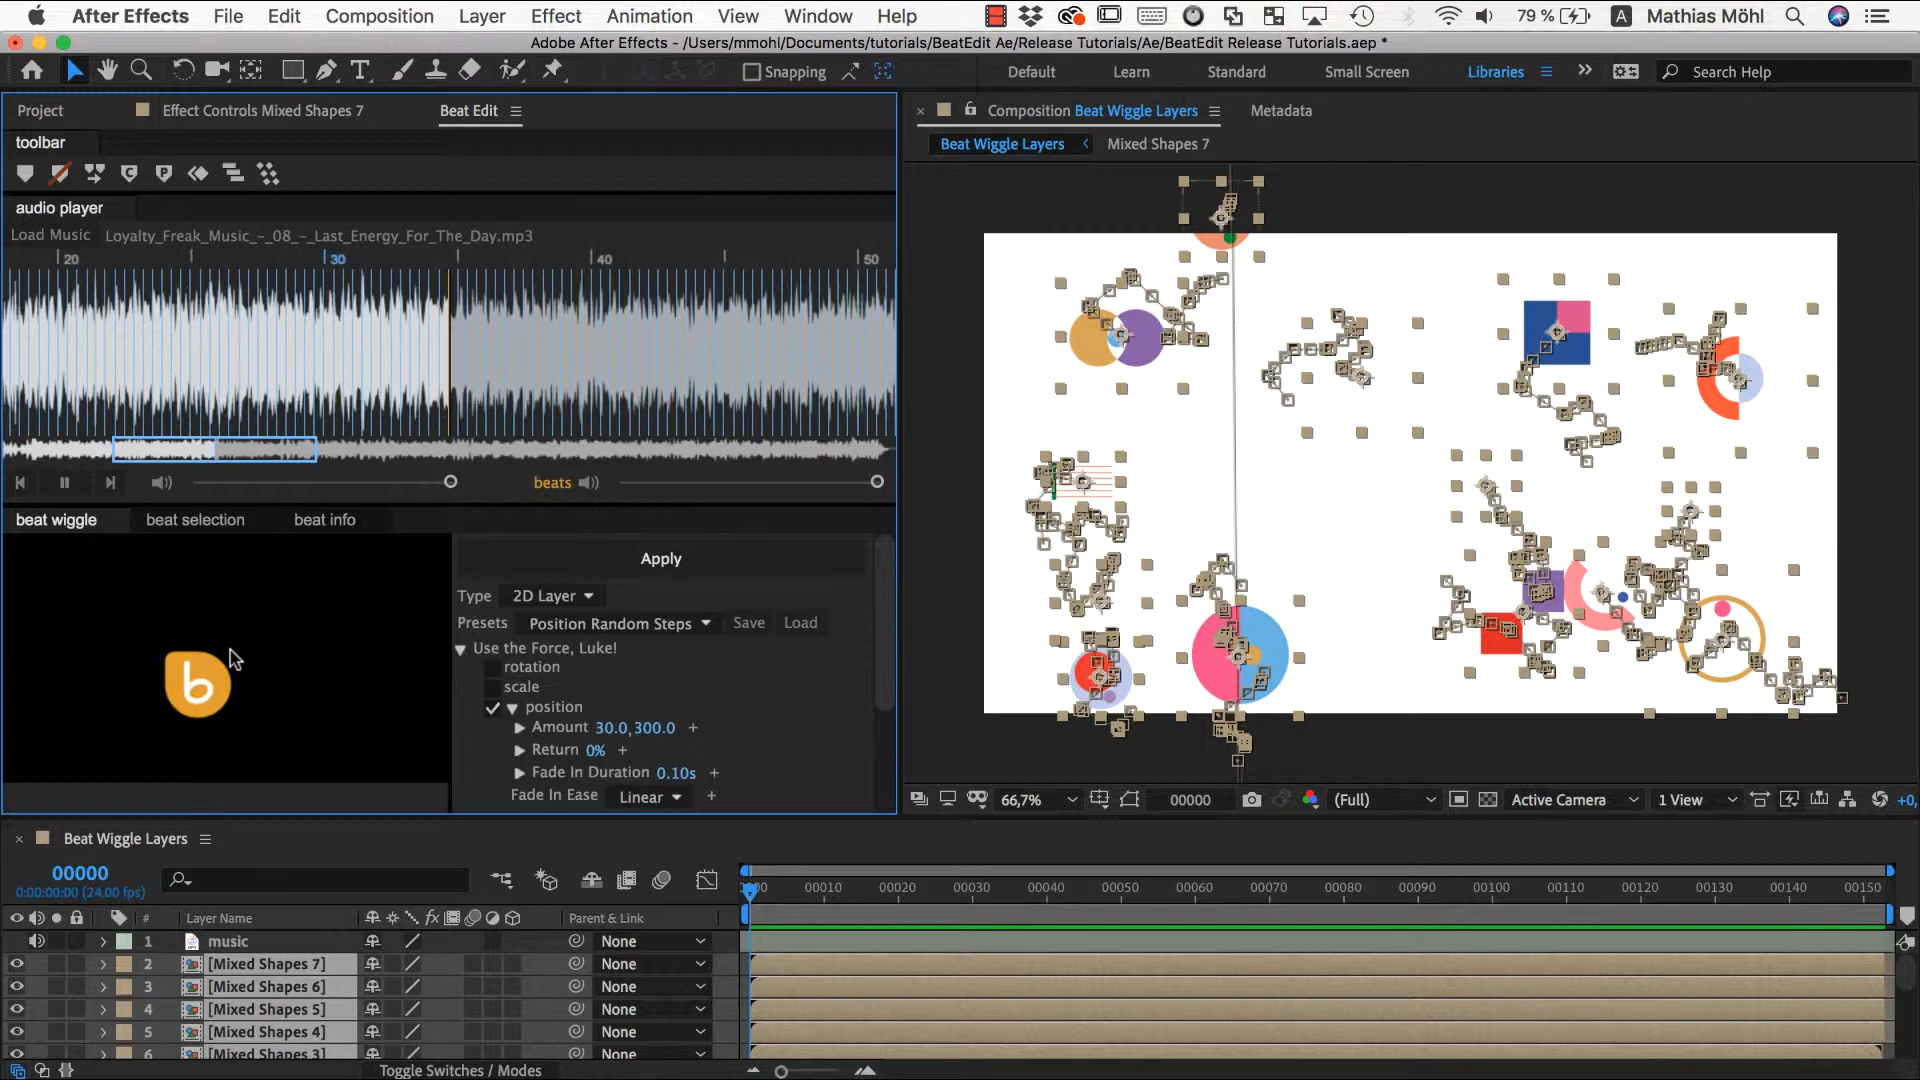 After Effects File Edit Composition Layer Effect Animation View Window Help 79 % A Mathias Möhl
Adobe After Effects - /Users/mmohl/Documents/tutorials/BeatEdit Ae/Release Tutorials/Ae/BeatEdit Release Tutorials.aep *
Snapping Default Learn Standard Small Screen Libraries Search Help
Project Effect Controls Mixed Shapes 7 Beat Edit
Composition Beat Wiggle Layers Metadata
toolbar
Beat Wiggle Layers Mixed Shapes 7
C P
audio player
Load Music Loyalty_Freak_Music_-_08_-_Last_Energy_For_The_Day.mp3
20 30 40 50
beats
beat wiggle beat selection beat info
Apply
Type 2D Layer
Presets Position Random Steps Save Load
Use the Force, Luke!
rotation
scale
b
position
Amount 30.0,300.0 +
Return 0% +
Fade In Duration 0.10s +
Fade In Ease Linear +
66,7% 00000 (Full) Active Camera 1 View +0,
Beat Wiggle Layers
00000
0:00:00:00 (24.00 fps)
00010 00020 00030 00040 00050 00060 00070 00080 00090 00100 00110 00120 00130 00140 00150
# Layer Name fx Parent & Link
1 music None
2 [Mixed Shapes 7] None
3 [Mixed Shapes 6] None
4 [Mixed Shapes 5] None
5 [Mixed Shapes 4] None
6 [Mixed Shapes 3] None
Toggle Switches / Modes